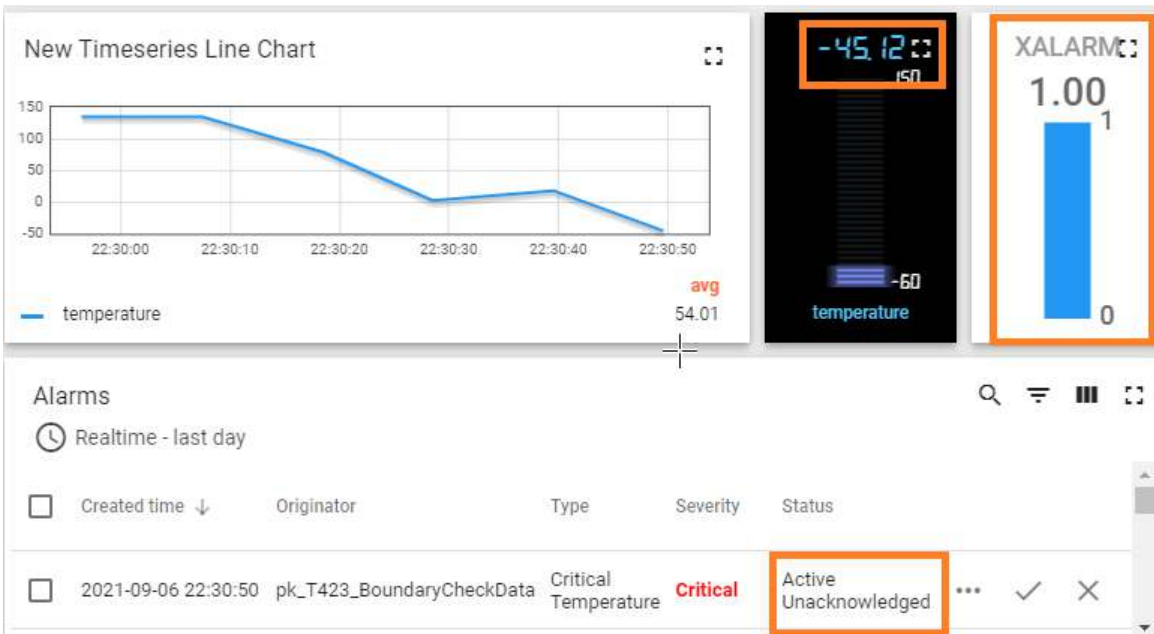 New Timeseries Line Chart
150
100
50
0
-50
22:30:00 22:30:10 22:30:20 22:30:30 22:30:40 22:30:50
avg
temperature 54.01
-45.12
150
-60
temperature
XALARM
1.00
1
0
Alarms
Realtime - last day
Created time ↓ Originator Type Severity Status
2021-09-06 22:30:50 pk_T423_BoundaryCheckData Critical Temperature Critical Active Unacknowledged